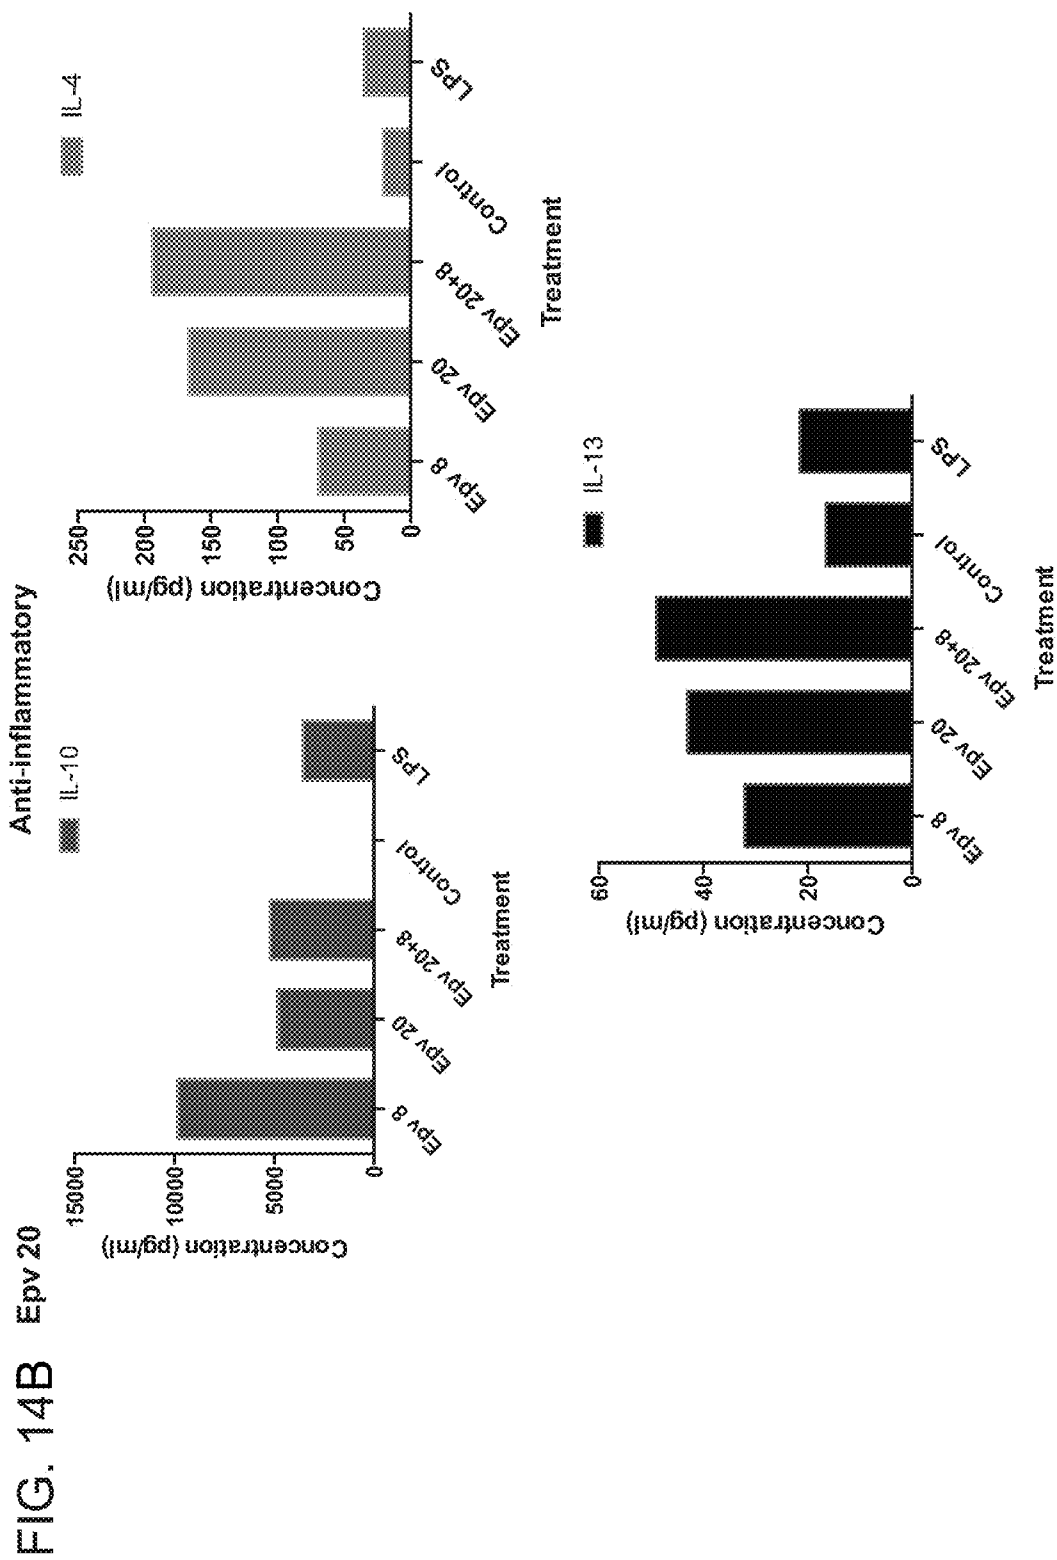 FIG. 14B Epv 20
Anti-inflammatory
IL-10
Concentration (pg/ml)
15000
10000
5000
0
Epv 8
Epv 20
Epv 20+8
Control
LPS
Treatment
IL-4
Concentration (pg/ml)
250
200
150
100
50
0
Epv 8
Epv 20
Epv 20+8
Control
LPS
Treatment
IL-13
Concentration (pg/ml)
60
40
20
0
Epv 8
Epv 20
Epv 20+8
Control
LPS
Treatment